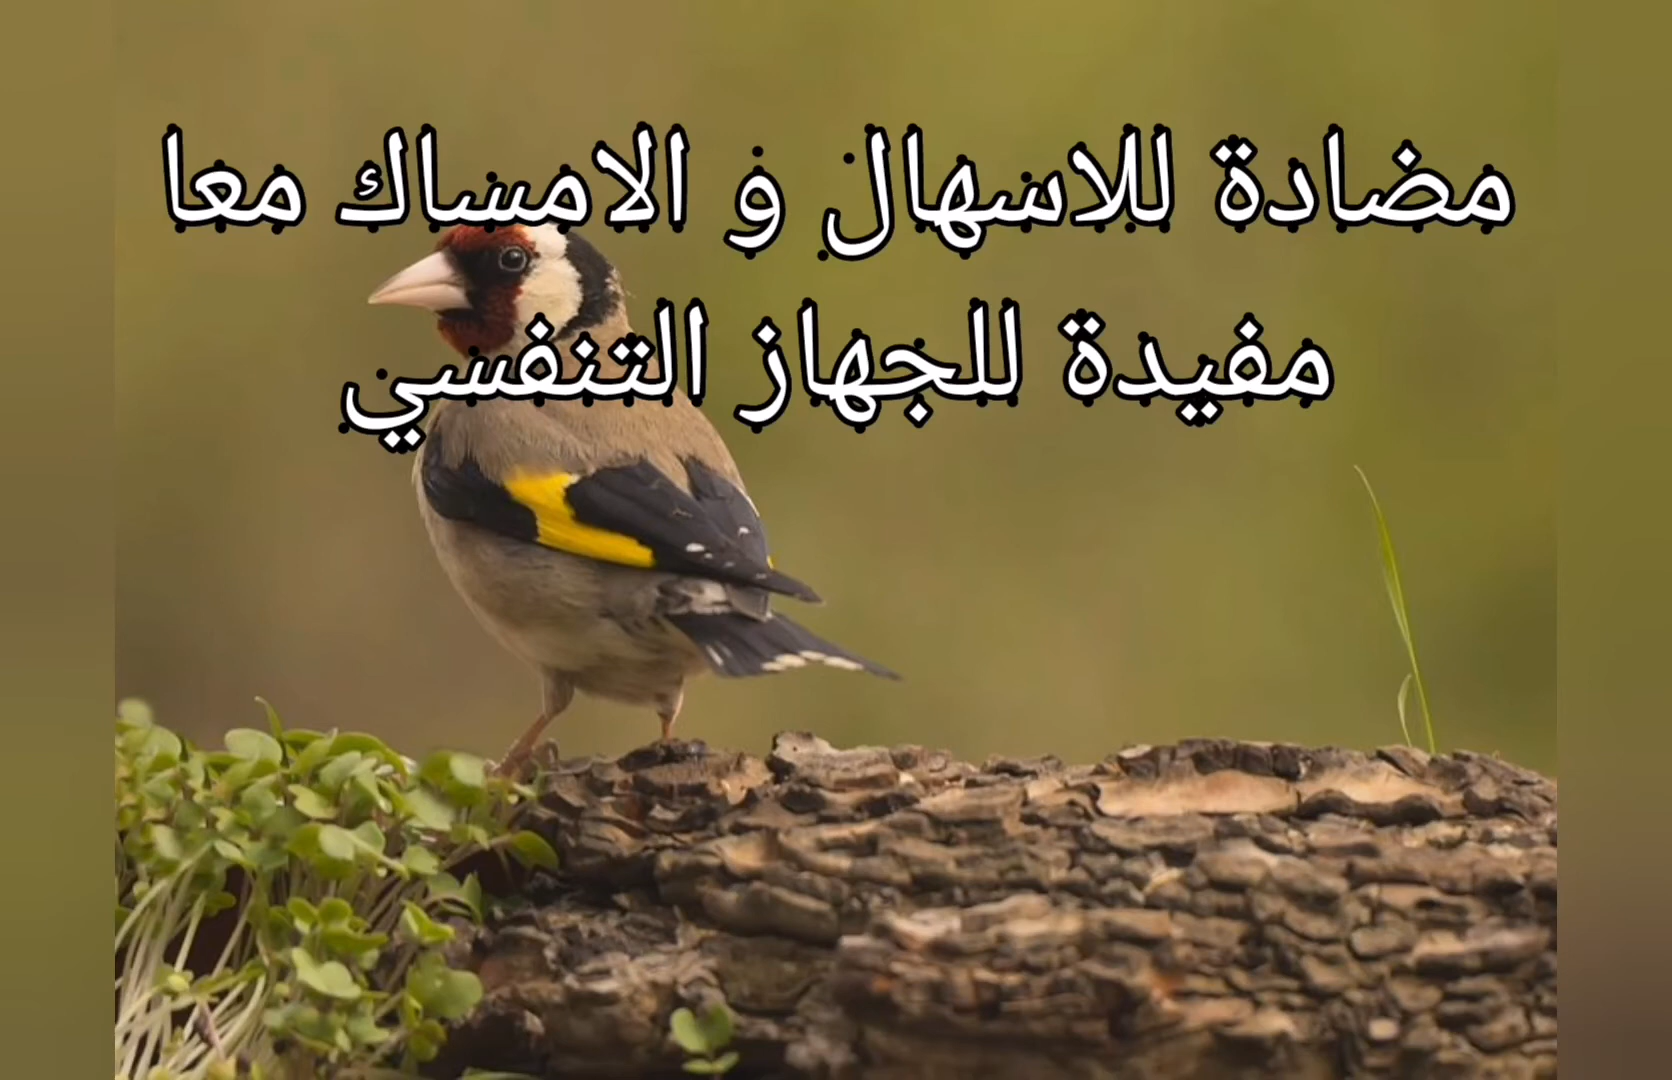 مضادة للاسهال و الامساك معا
مفيدة للجهاز التنفسي